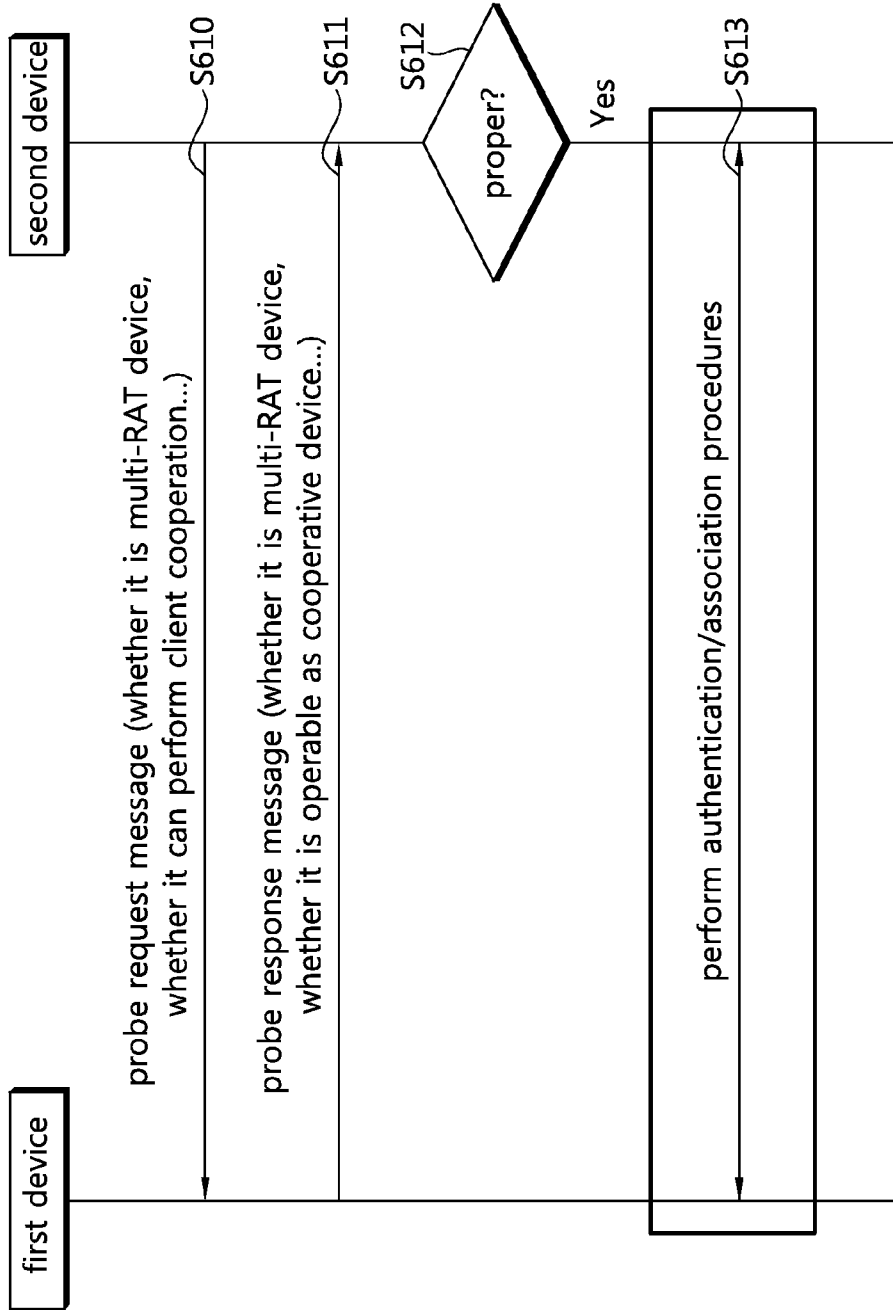 first device
second device
probe request message (whether it is multi-RAT device,
whether it can perform client cooperation...)
S610
probe response message (whether it is multi-RAT device,
whether it is operable as cooperative device...)
S611
S612
proper?
Yes
perform authentication/association procedures
S613